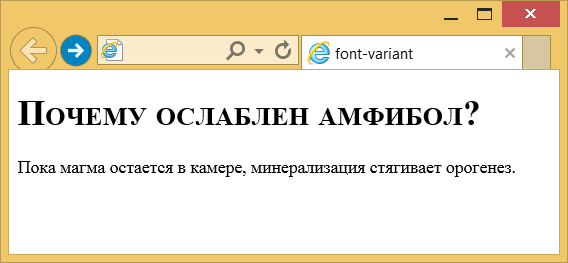 font-variant
Почему ослаблен амфибол?
Пока магма остается в камере, минерализация стягивает орогенез.